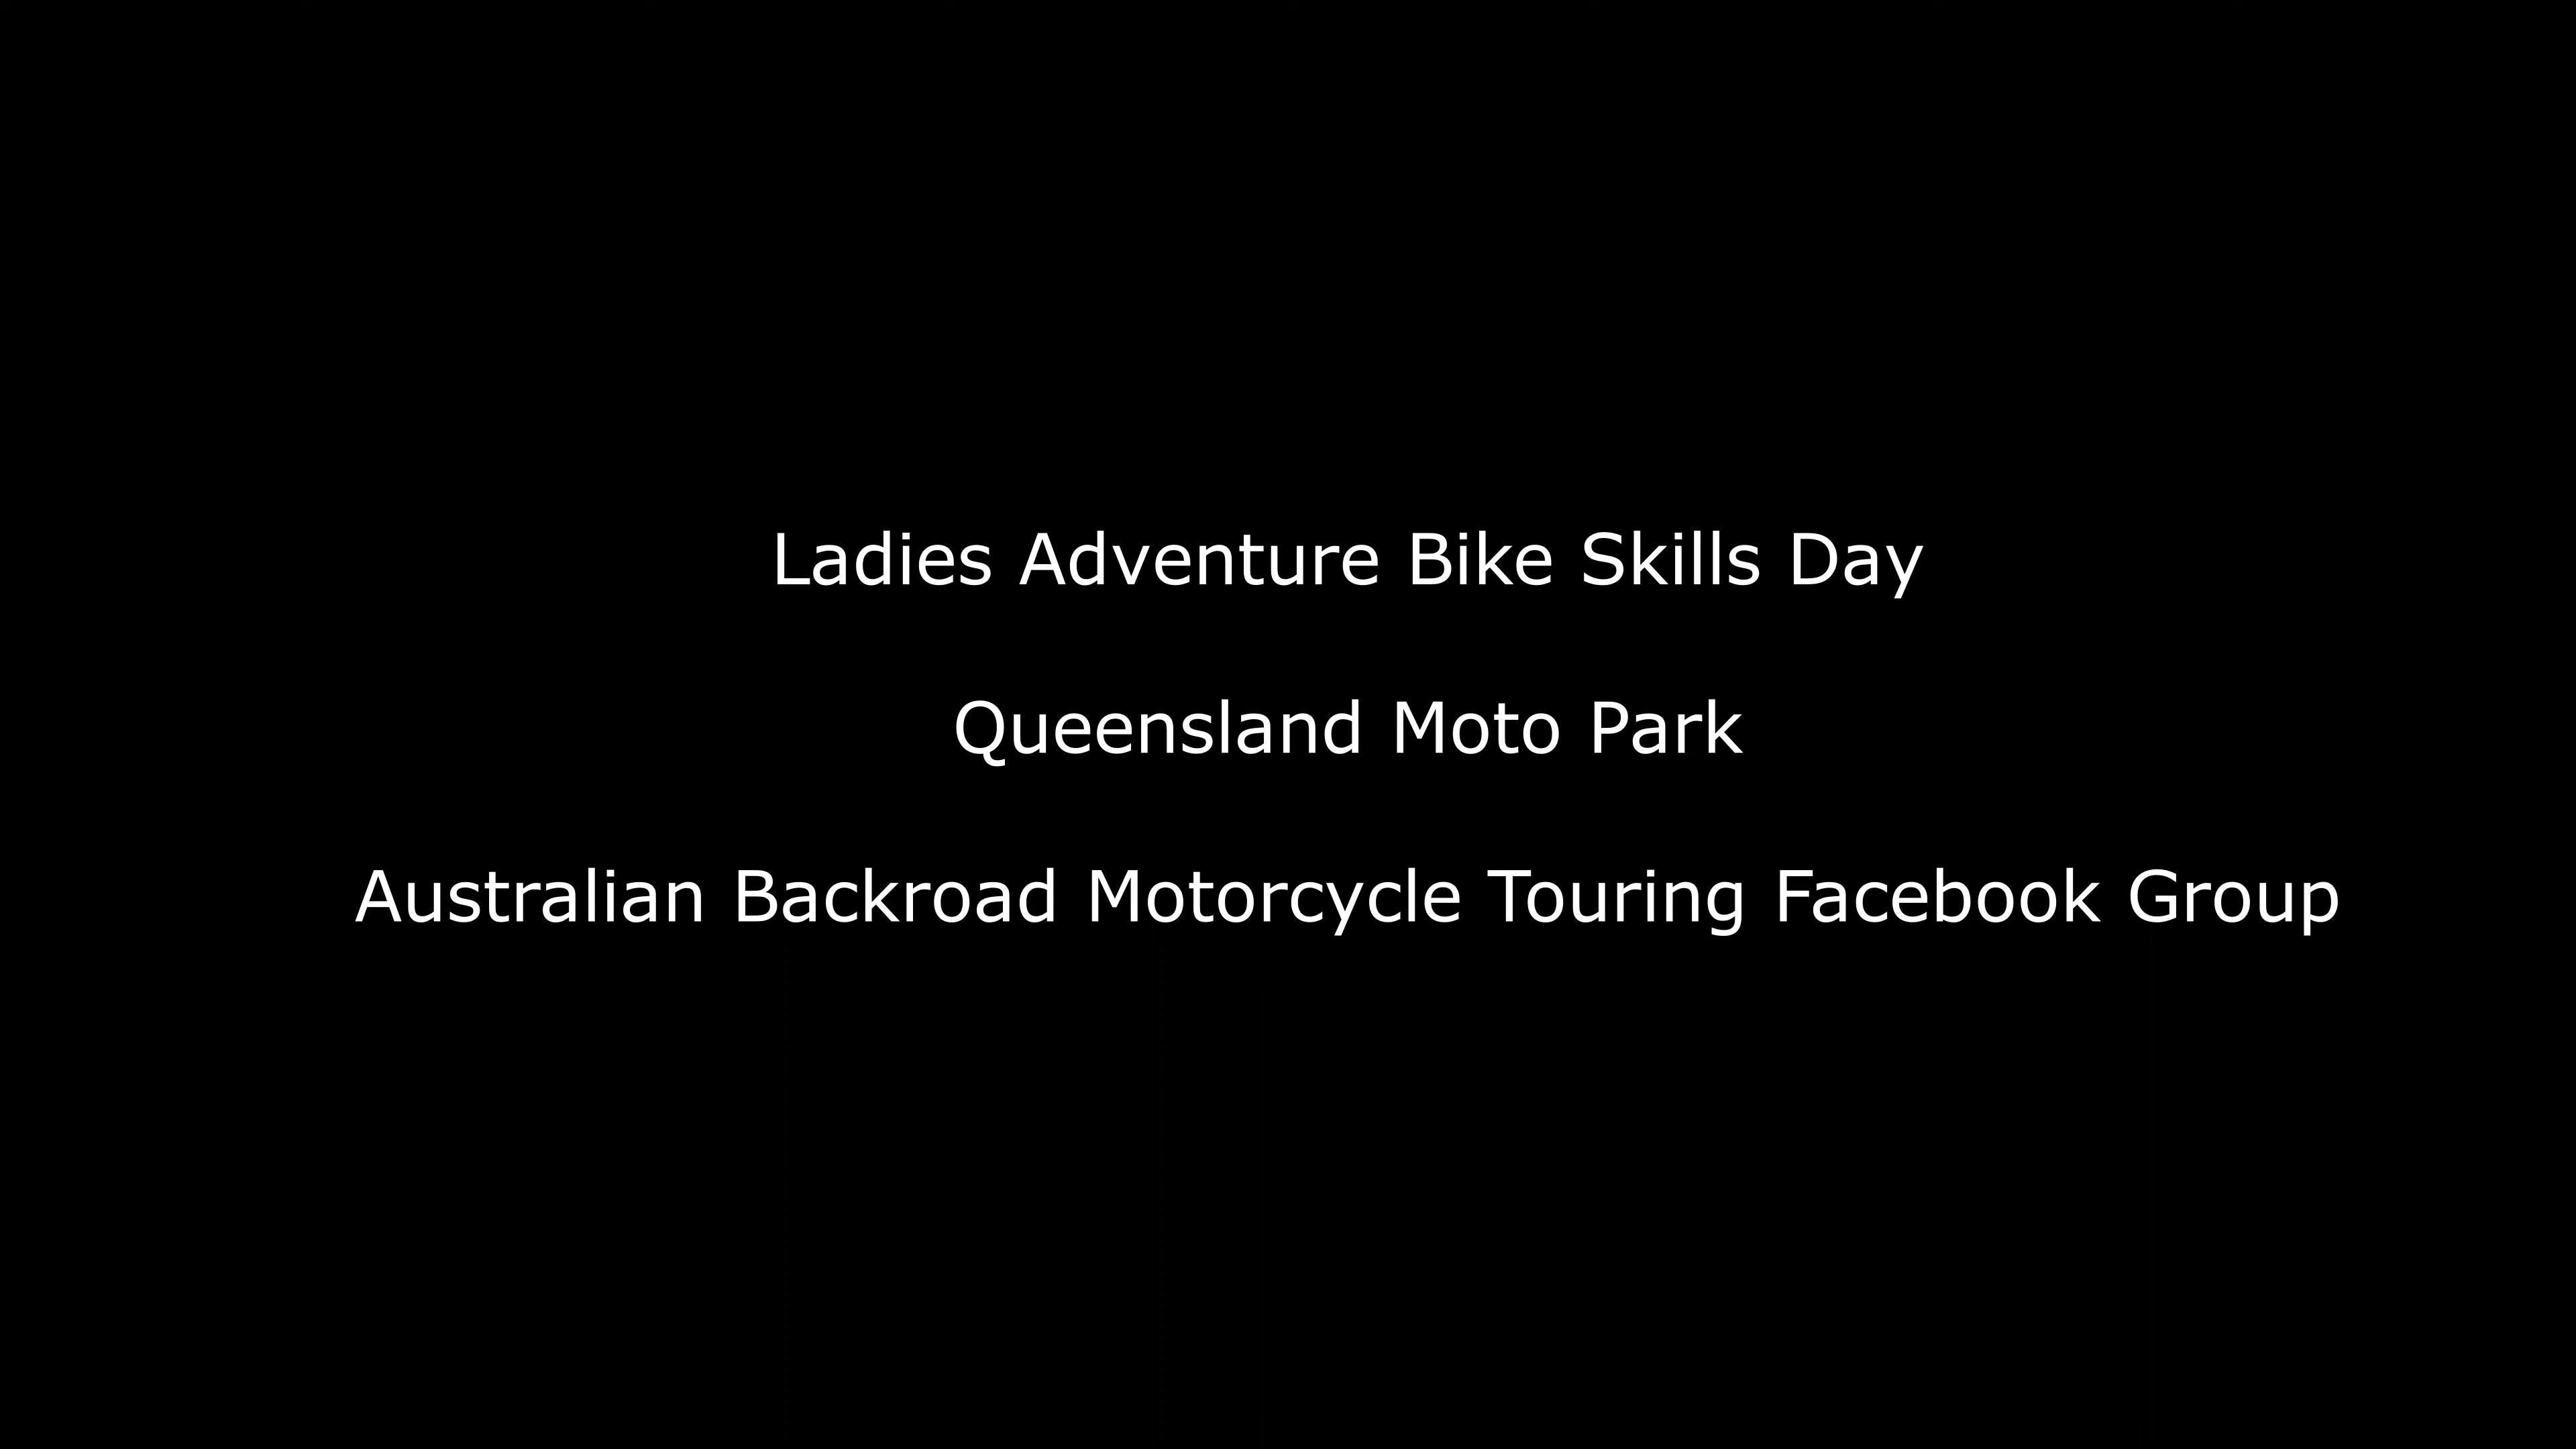 Ladies Adventure Bike Skills Day
Queensland Moto Park
Australian Backroad Motorcycle Touring Facebook Group